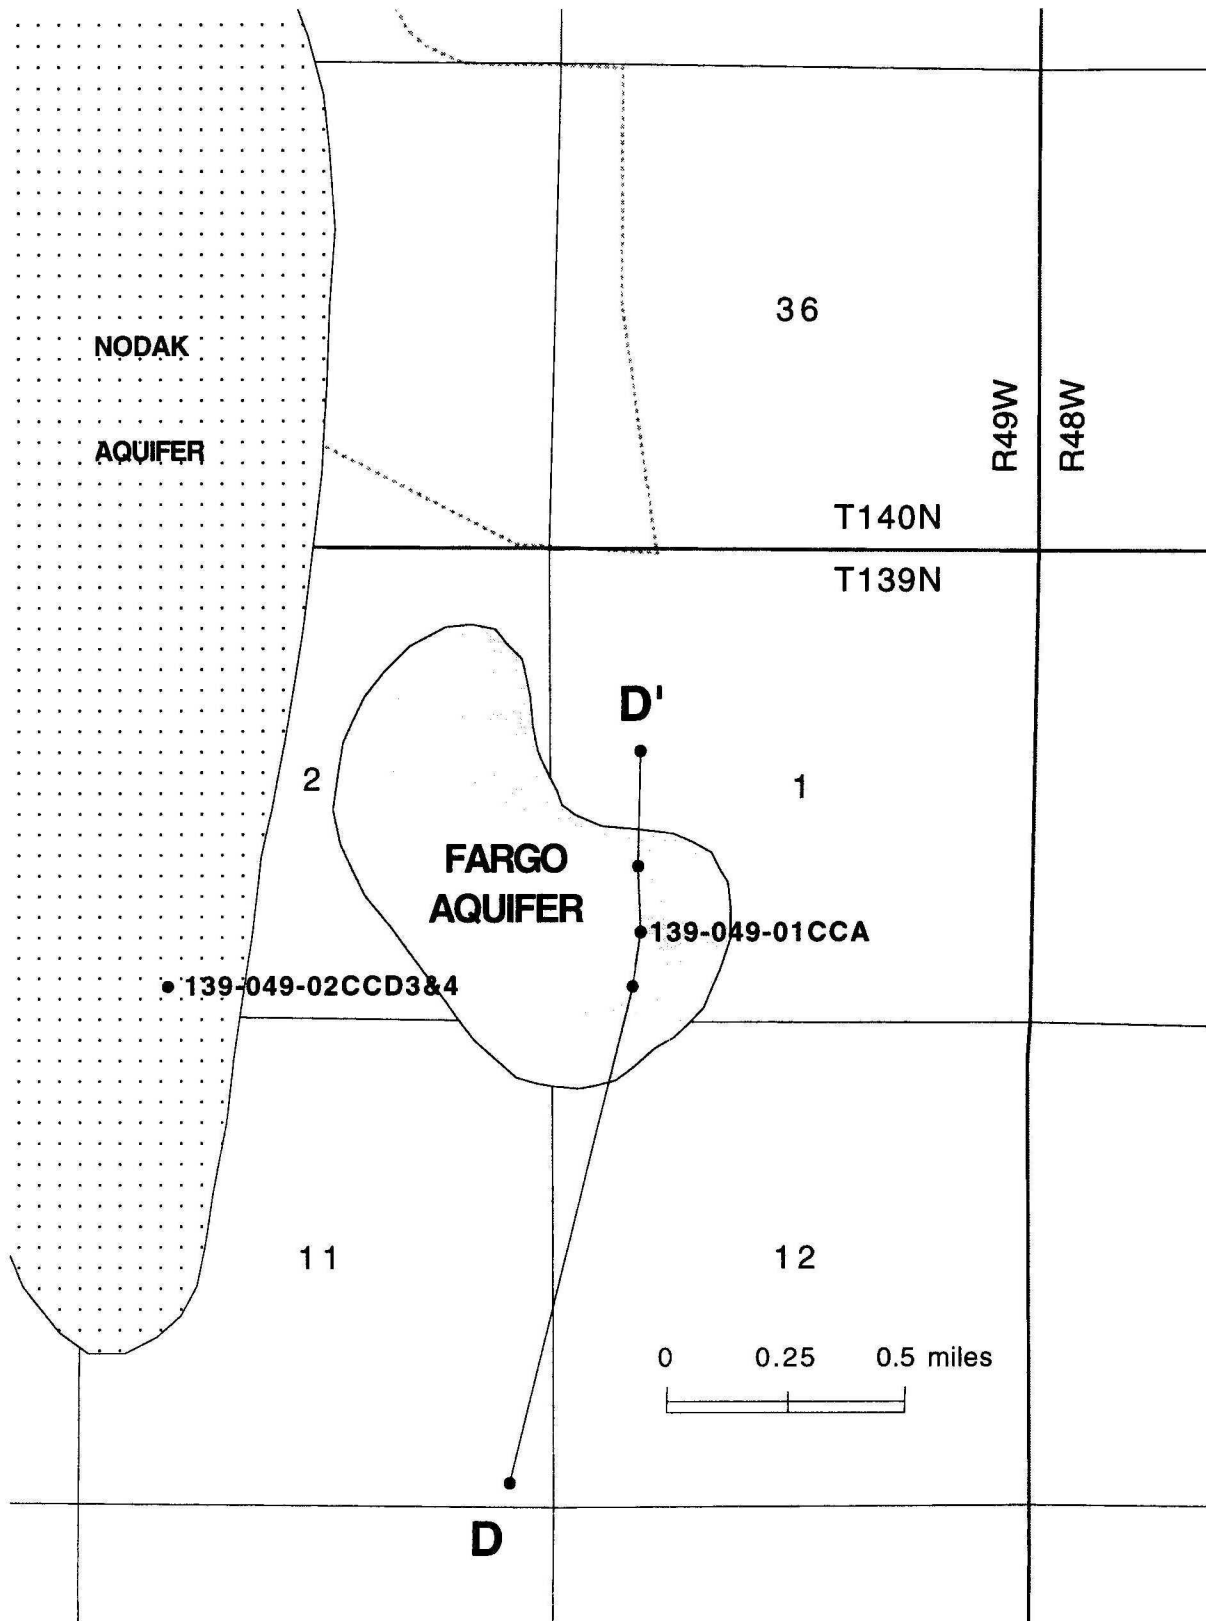 36
NODAK
AQUIFER
R49W
R48W
T140N
T139N
D'
2
1
FARGO
AQUIFER
139-049-01CCA
139-049-02CCD3&4
11
12
0 0.25 0.5 miles
D